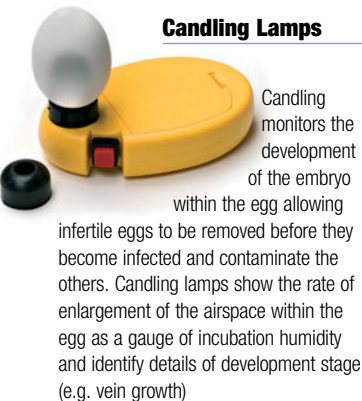 Candling Lamps
Candling
monitors the
development
of the embryo
within the egg allowing
infertile eggs to be removed before they
become infected and contaminate the
others. Candling lamps show the rate of
enlargement of the airspace within the
egg as a gauge of incubation humidity
and identify details of development stage
(e.g. vein growth)